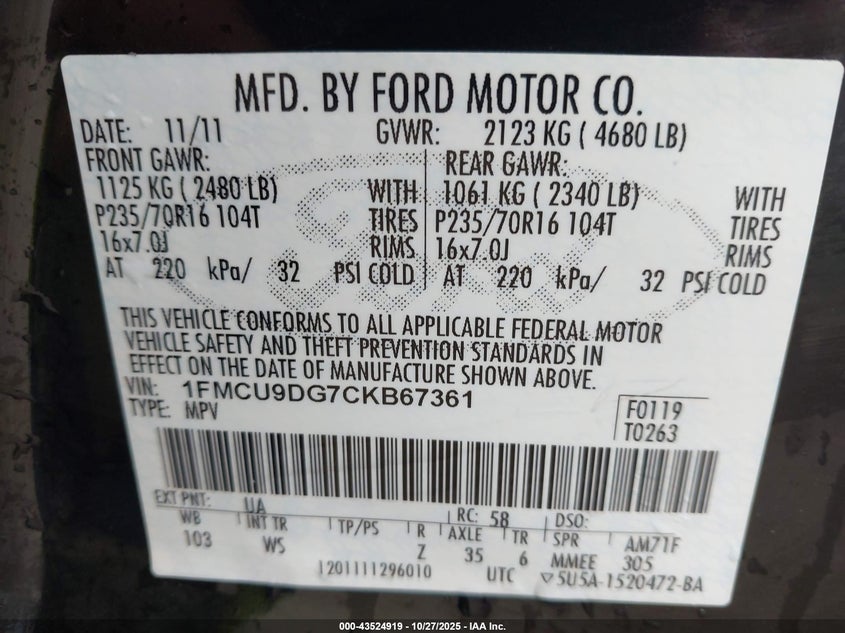 MFD. BY FORD MOTOR CO.
DATE: 11/11 GVWR: 2123 KG ( 4680 LB)
FRONT GAWR: REAR GAWR:
1125 KG ( 2480 LB) WITH 1061 KG ( 2340 LB) WITH
P235/70R16 104T TIRES P235/70R16 104T TIRES
16x7.0J RIMS 16x7.0J RIMS
AT 220 kPa/ 32 PSI COLD AT 220 kPa/ 32 PSI COLD
THIS VEHICLE CONFORMS TO ALL APPLICABLE FEDERAL MOTOR
VEHICLE SAFETY AND THEFT PREVENTION STANDARDS IN
EFFECT ON THE DATE OF MANUFACTURE SHOWN ABOVE.
VIN: 1FMCU9DG7CKB67361
TYPE: MPV
F0119
T0263
EXT PNT: UA RC: 58 DSO:
WB INT TR TP/PS R AXLE TR SPR AM71F
103 WS Z 35 6 MMEE 305
1201111296010 UTC ▽5U5A-1520472-BA
000-43524919 - 10/27/2025 - IAA Inc.